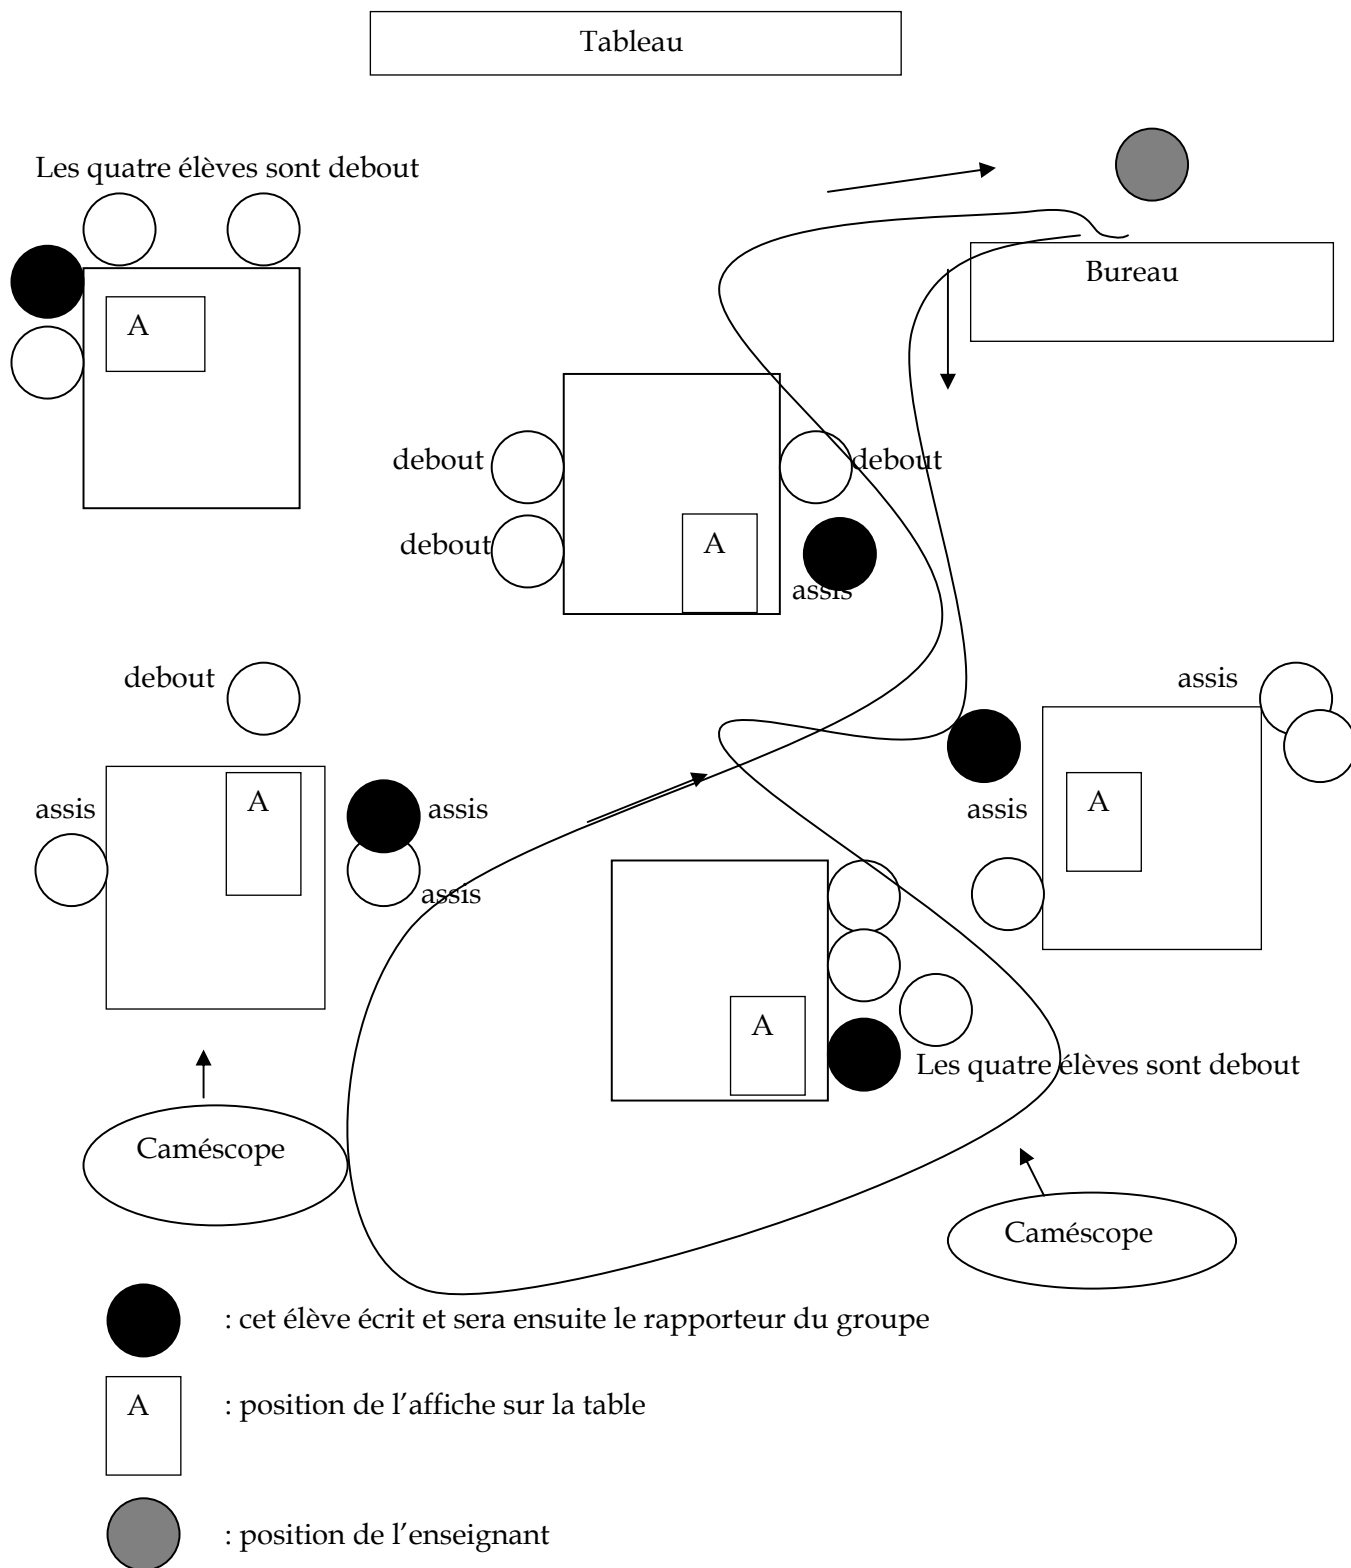 Tableau
Les quatre élèves sont debout
Bureau
A
debout
debout
debout
A
assis
debout
assis
assis
A
assis
assis
A
assis
A
Les quatre élèves sont debout
Caméscope
Caméscope
: cet élève écrit et sera ensuite le rapporteur du groupe
A
: position de l’affiche sur la table
: position de l’enseignant